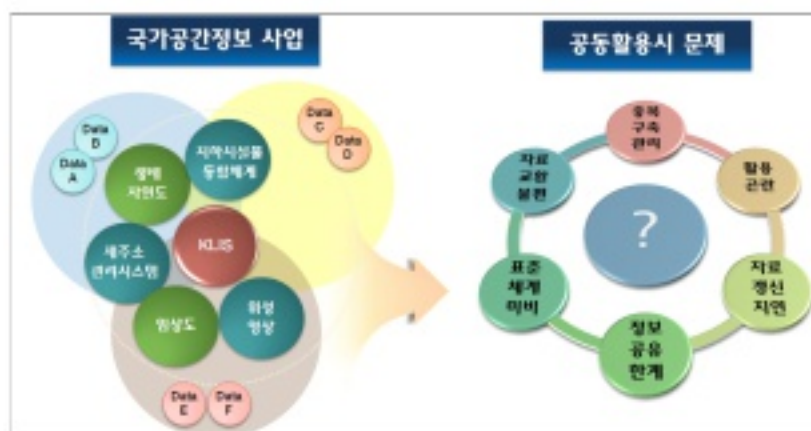 국가공간정보 사업
공동활용시 문제
Data
B
Data
A
Data
C
Data
D
생태
자연도
지하시설물
통합체계
새주소
관리시스템
KLIS
임상도
위성
영상
Data
E
Data
F
중복
구축
관리
활용
곤란
자료
갱신
지연
정보
공유
한계
표준
체계
미비
자료
교환
불편
?